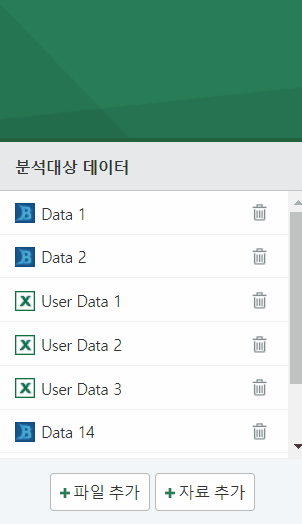 분석대상 데이터
Data 1
Data 2
User Data 1
User Data 2
User Data 3
Data 14
파일 추가 자료 추가